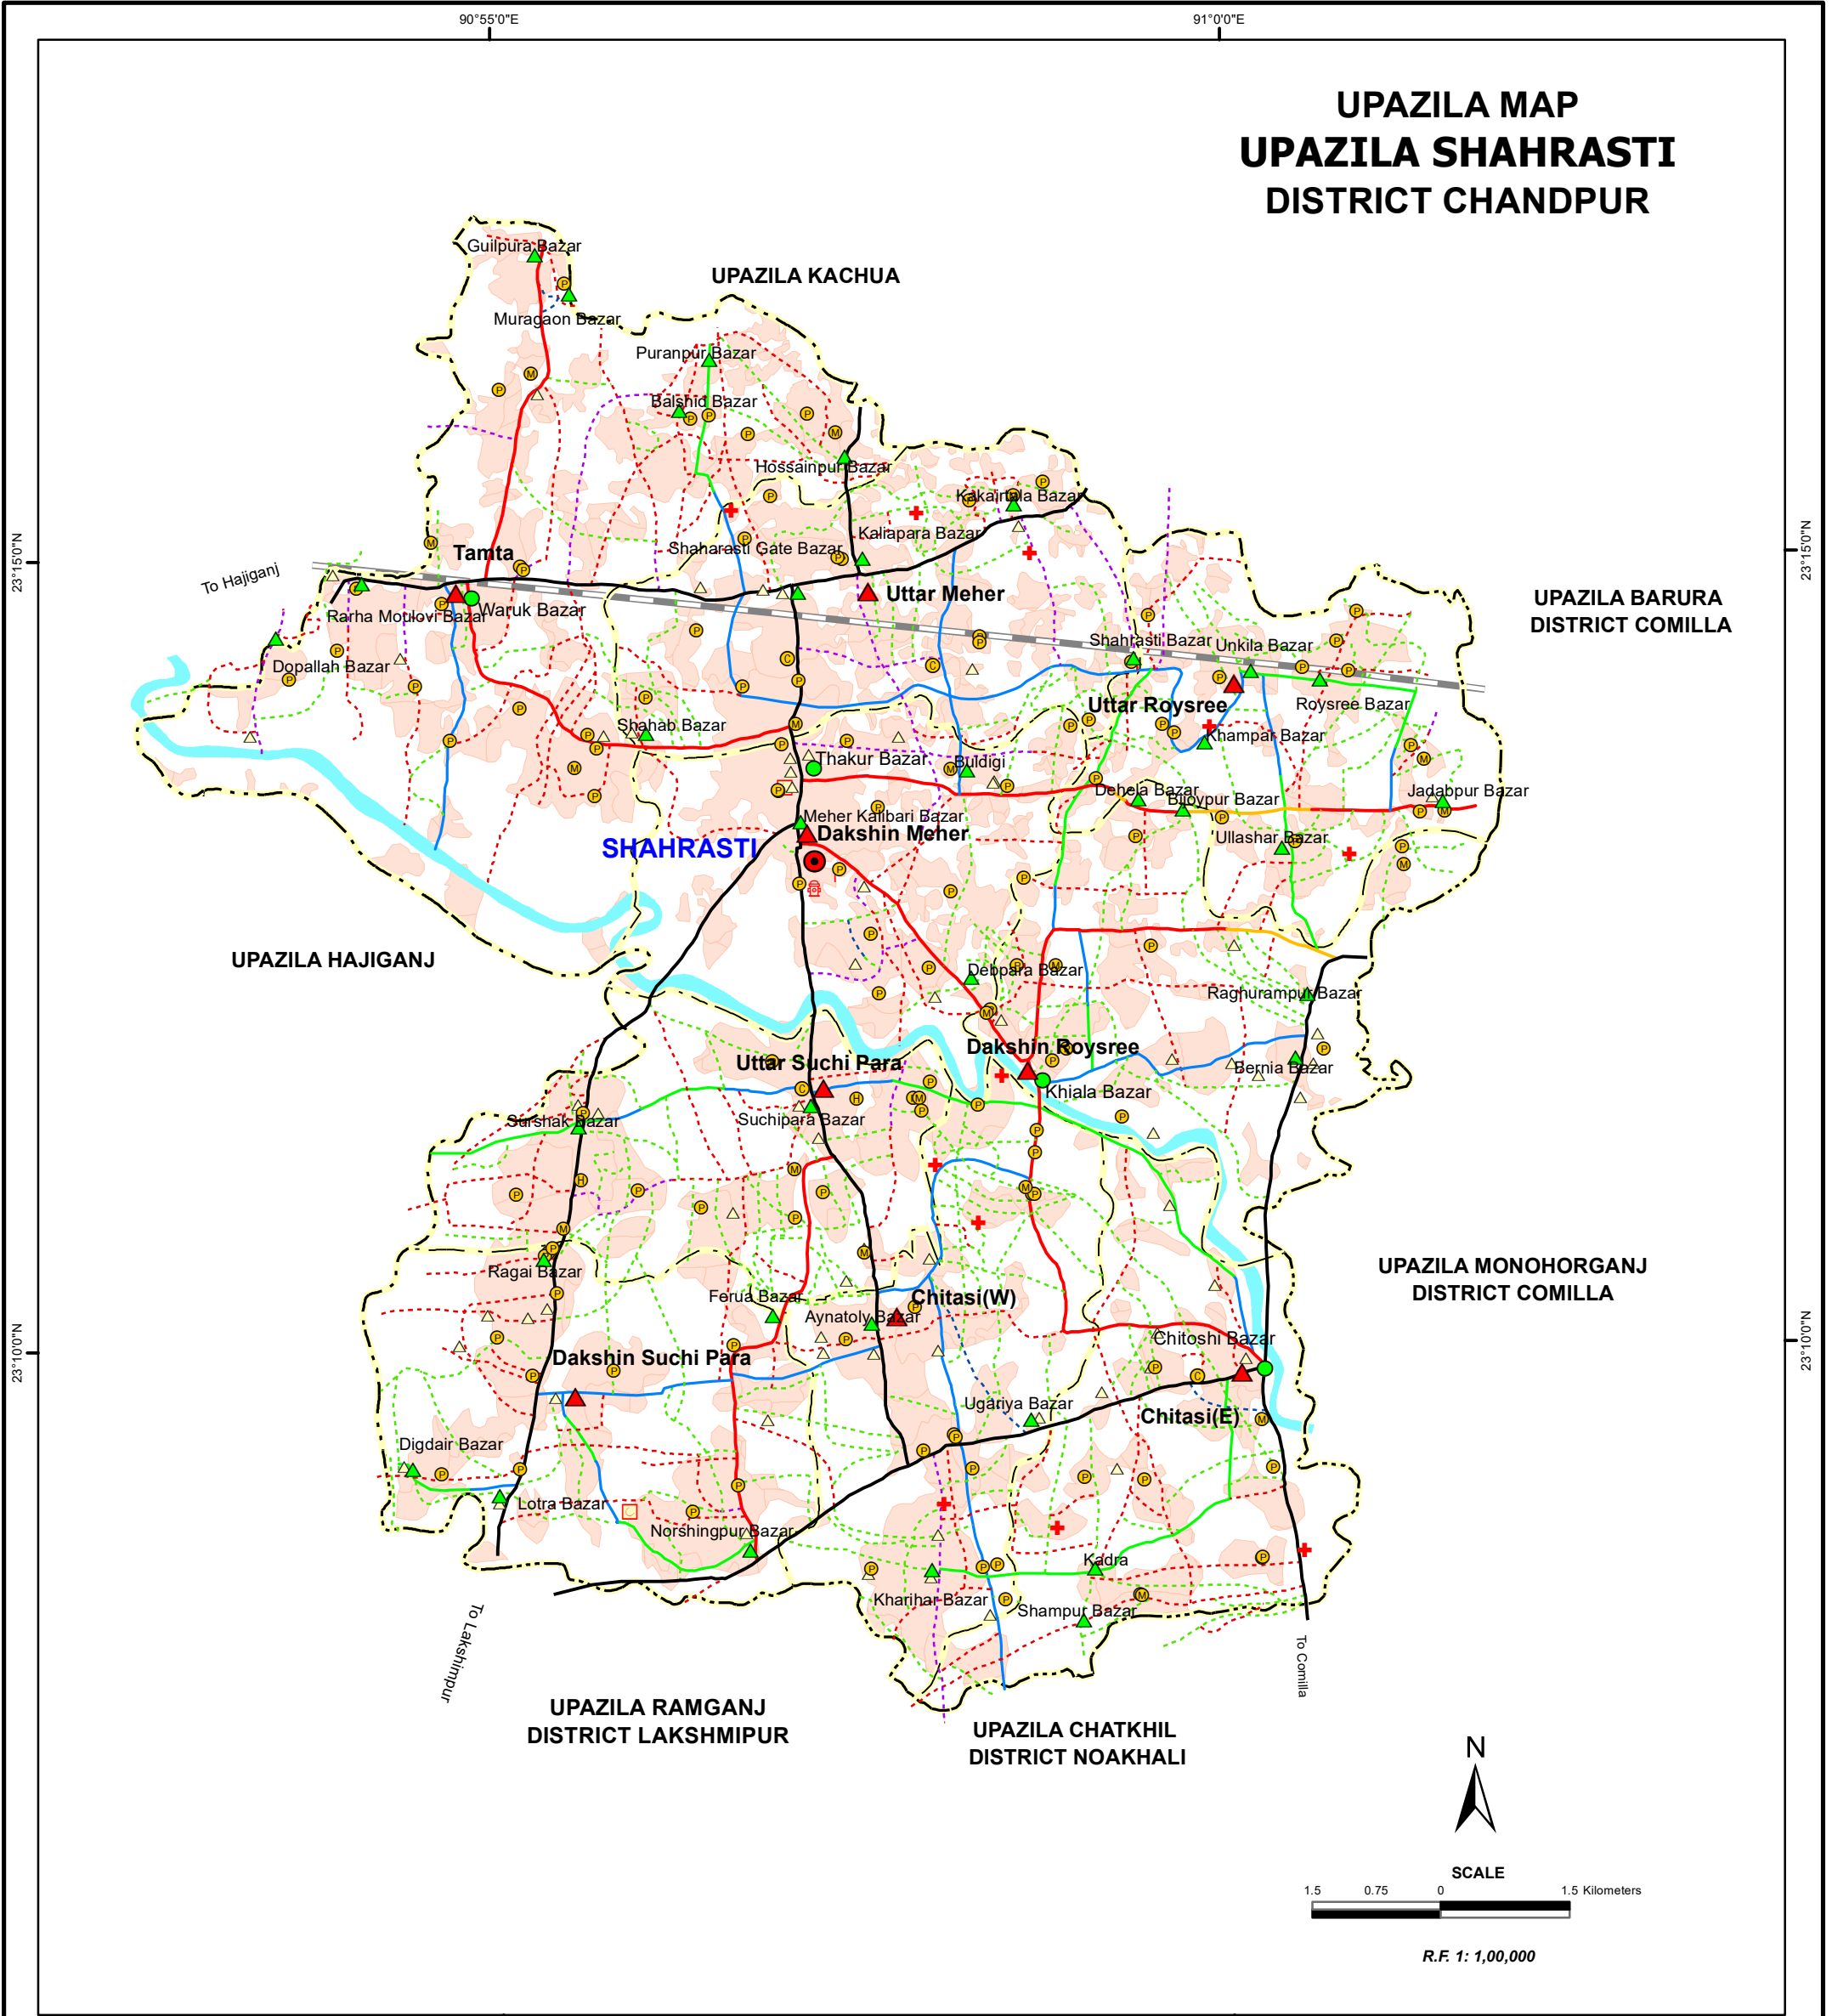 90°55'0"E
91°0'0"E
UPAZILA MAP
UPAZILA SHAHRASTI
DISTRICT CHANDPUR
Guilpura Bazar
UPAZILA KACHUA
Muragaon Bazar
Puranpur Bazar
Balshid Bazar
Hossainpur Bazar
Kakairtala Bazar
Kaliapara Bazar
Shaharasti Gate Bazar
23°15'0"N
23°15'0"N
Tamta
To Hajiganj
Uttar Meher
Waruk Bazar
Rarha Moulovi Bazar
UPAZILA BARURA
DISTRICT COMILLA
Shahrasti Bazar
Unkila Bazar
Dopallah Bazar
Uttar Roysree
Roysree Bazar
Shahab Bazar
Khampar Bazar
Thakur Bazar
Buldigi
Dehela Bazar
Bijoypur Bazar
Jadabpur Bazar
Meher Kalibari Bazar
Dakshin Meher
Ullashar Bazar
SHAHRASTI
UPAZILA HAJIGANJ
Debpara Bazar
Raghurampur Bazar
Dakshin Roysree
Uttar Suchi Para
Bernia Bazar
Khiala Bazar
Suchipara Bazar
Surshak Bazar
Ragai Bazar
UPAZILA MONOHORGANJ
DISTRICT COMILLA
Ferua Bazar
Chitasi(W)
Aynatoly Bazar
Chitoshi Bazar
23°10'0"N
23°10'0"N
Dakshin Suchi Para
Ugariya Bazar
Chitasi(E)
Digdair Bazar
Lotra Bazar
Norshingpur Bazar
Kadra
Kharihar Bazar
Shampur Bazar
To Lakshimpur
To Comilla
UPAZILA RAMGANJ
DISTRICT LAKSHMIPUR
UPAZILA CHATKHIL
DISTRICT NOAKHALI
N
SCALE
1.5 0.75 0 1.5 Kilometers
R.F. 1: 1,00,000